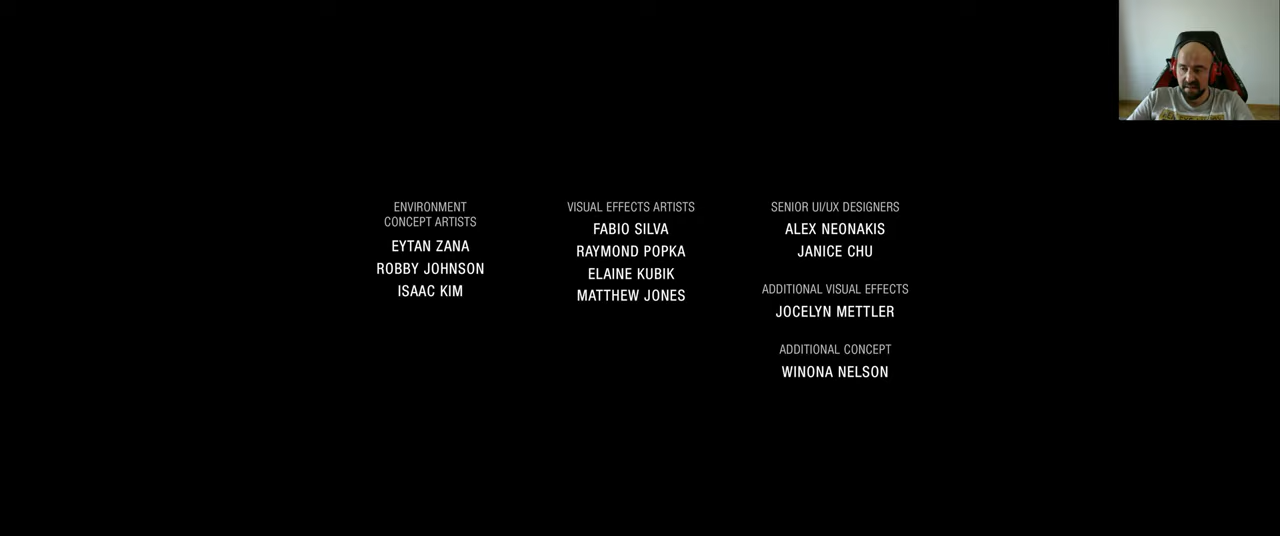 ENVIRONMENT
CONCEPT ARTISTS
EYTAN ZANA
ROBBY JOHNSON
ISAAC KIM
VISUAL EFFECTS ARTISTS
FABIO SILVA
RAYMOND POPKA
ELAINE KUBIK
MATTHEW JONES
SENIOR UI/UX DESIGNERS
ALEX NEONAKIS
JANICE CHU
ADDITIONAL VISUAL EFFECTS
JOCELYN METTLER
ADDITIONAL CONCEPT
WINONA NELSON